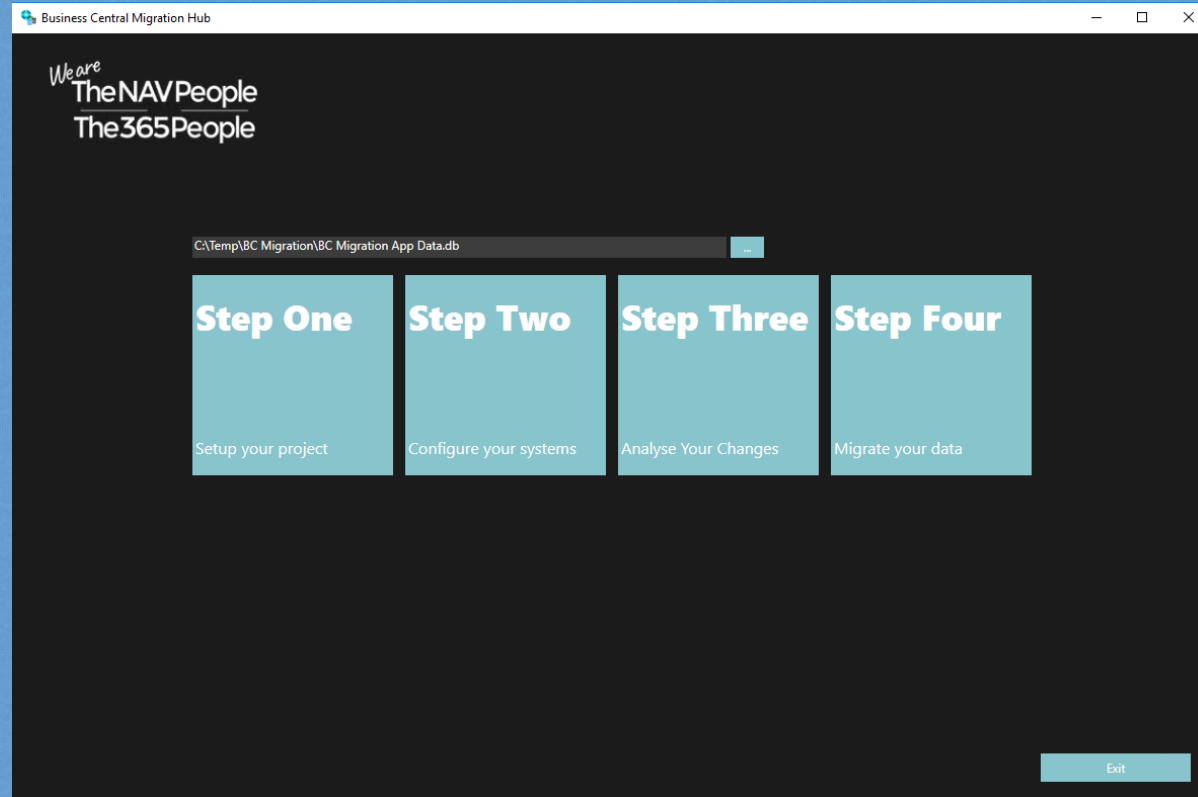 Business Central Migration Hub
We are
TheNAVPeople
The365People
C:\Temp\BC Migration\BC Migration App Data.db
...
Step One
Step Two
Step Three
Step Four
Setup your project
Configure your systems
Analyse Your Changes
Migrate your data
Exit